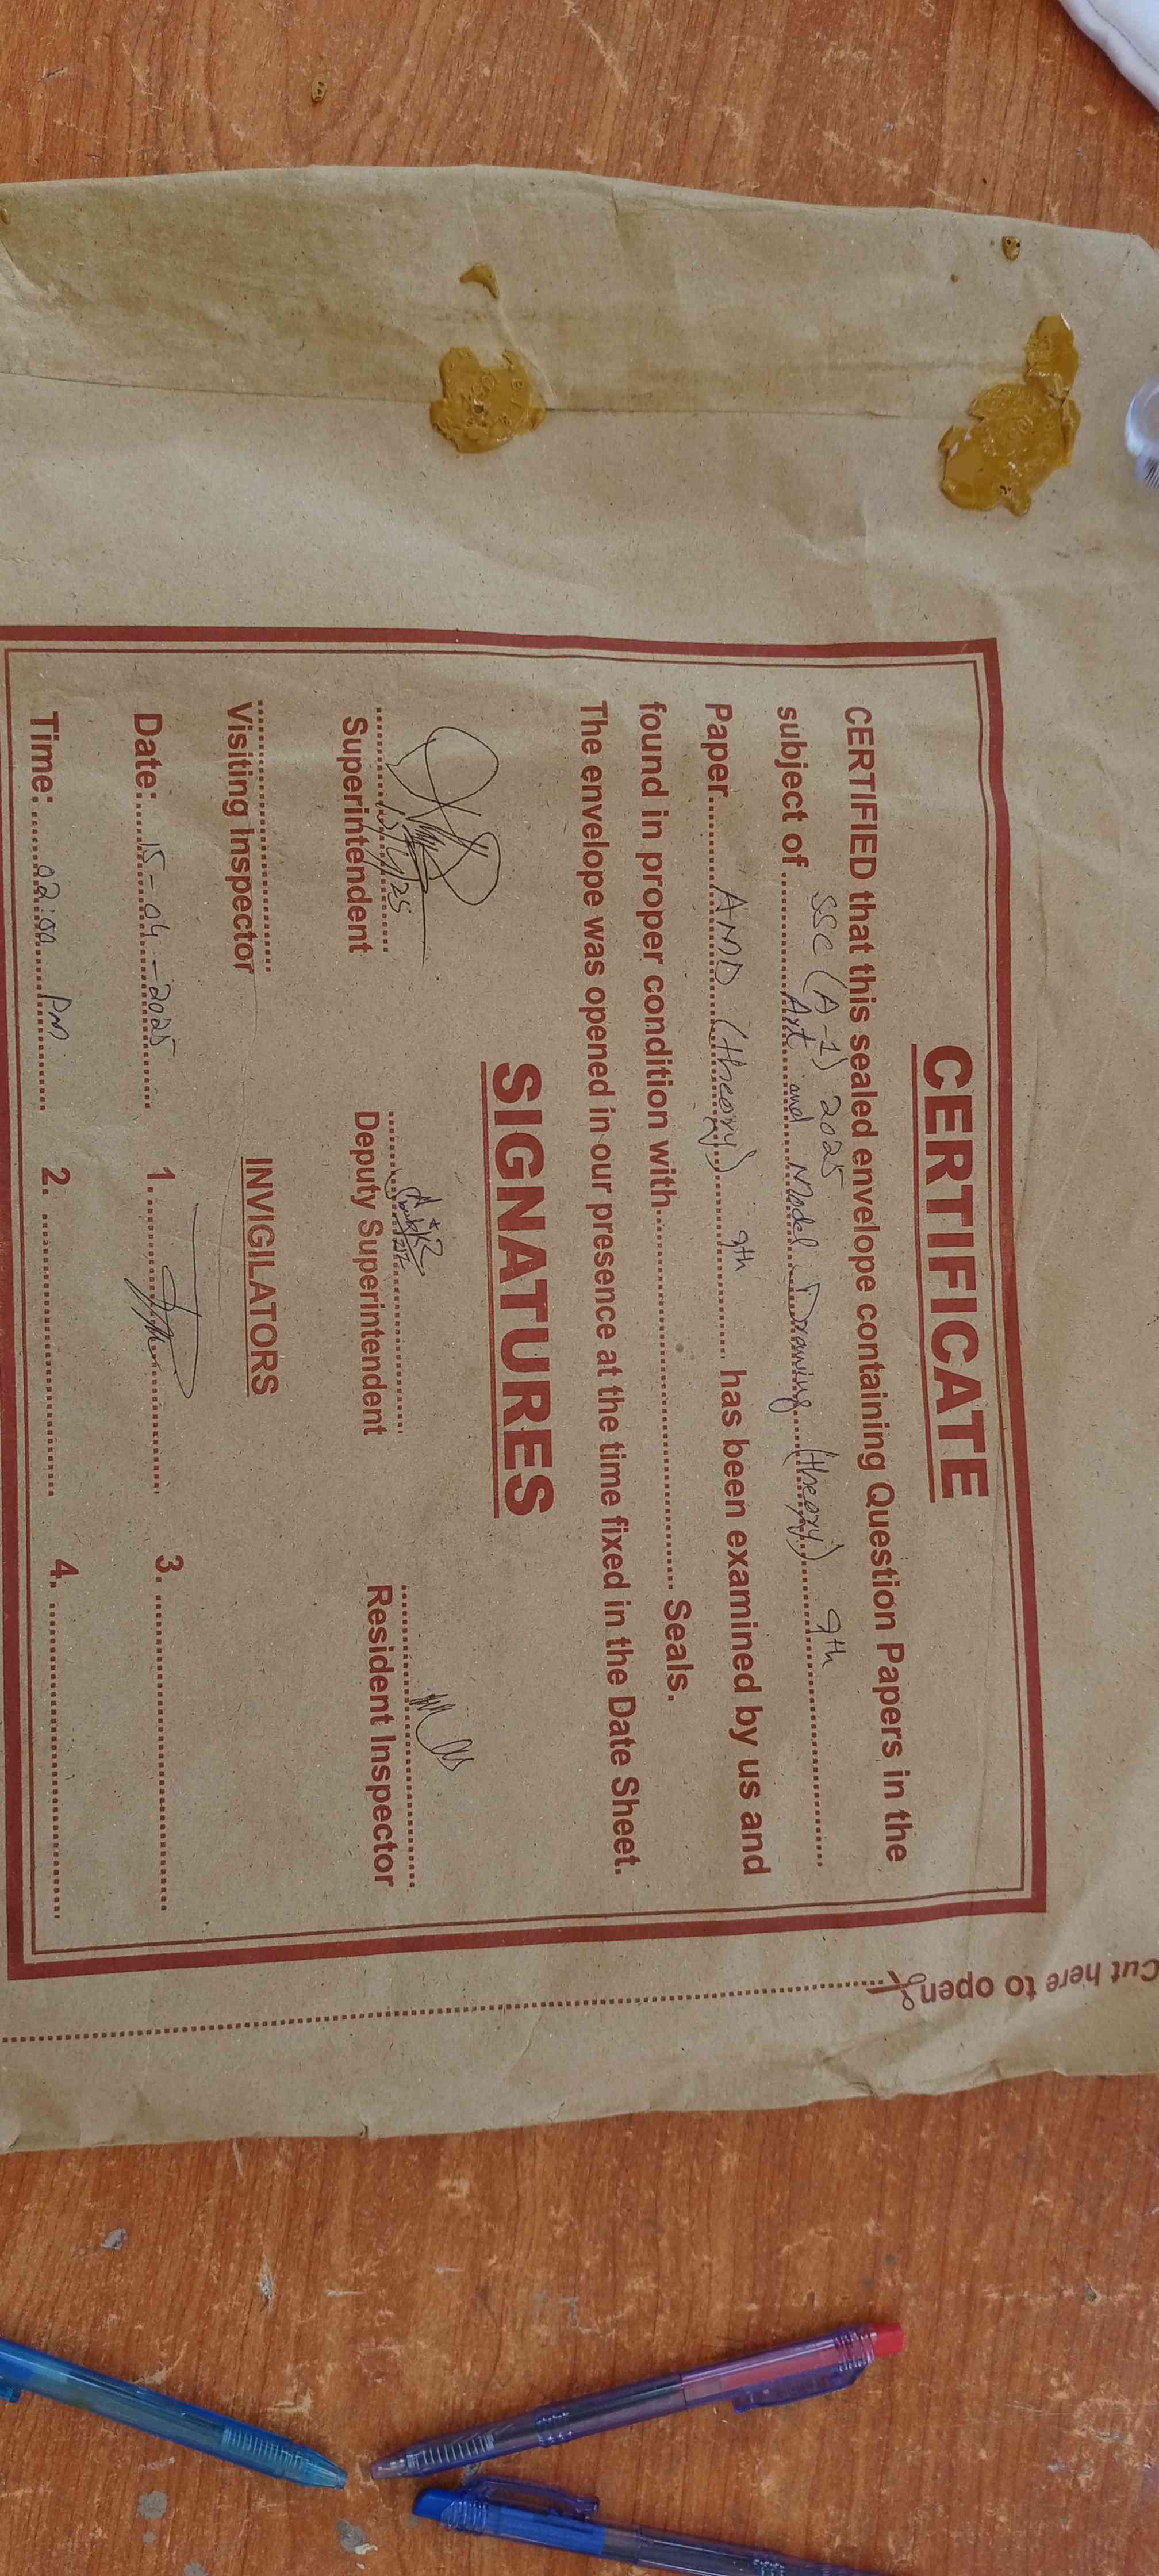 CERTIFICATE
CERTIFIED that this sealed envelope containing Question Papers in the
SSC (A-1) 2025
subject of Art and Model Drawing (theory) 9th
Paper AMD (theory) 9th has been examined by us and
found in proper condition with Seals.
The envelope was opened in our presence at the time fixed in the Date Sheet.
SIGNATURES
Superintendent Deputy Superintendent Resident Inspector
Visiting Inspector
INVIGILATORS
Date: 15-04-2025 1. 3.
Time: 02:00 PM 2. 4.
Cut here to open